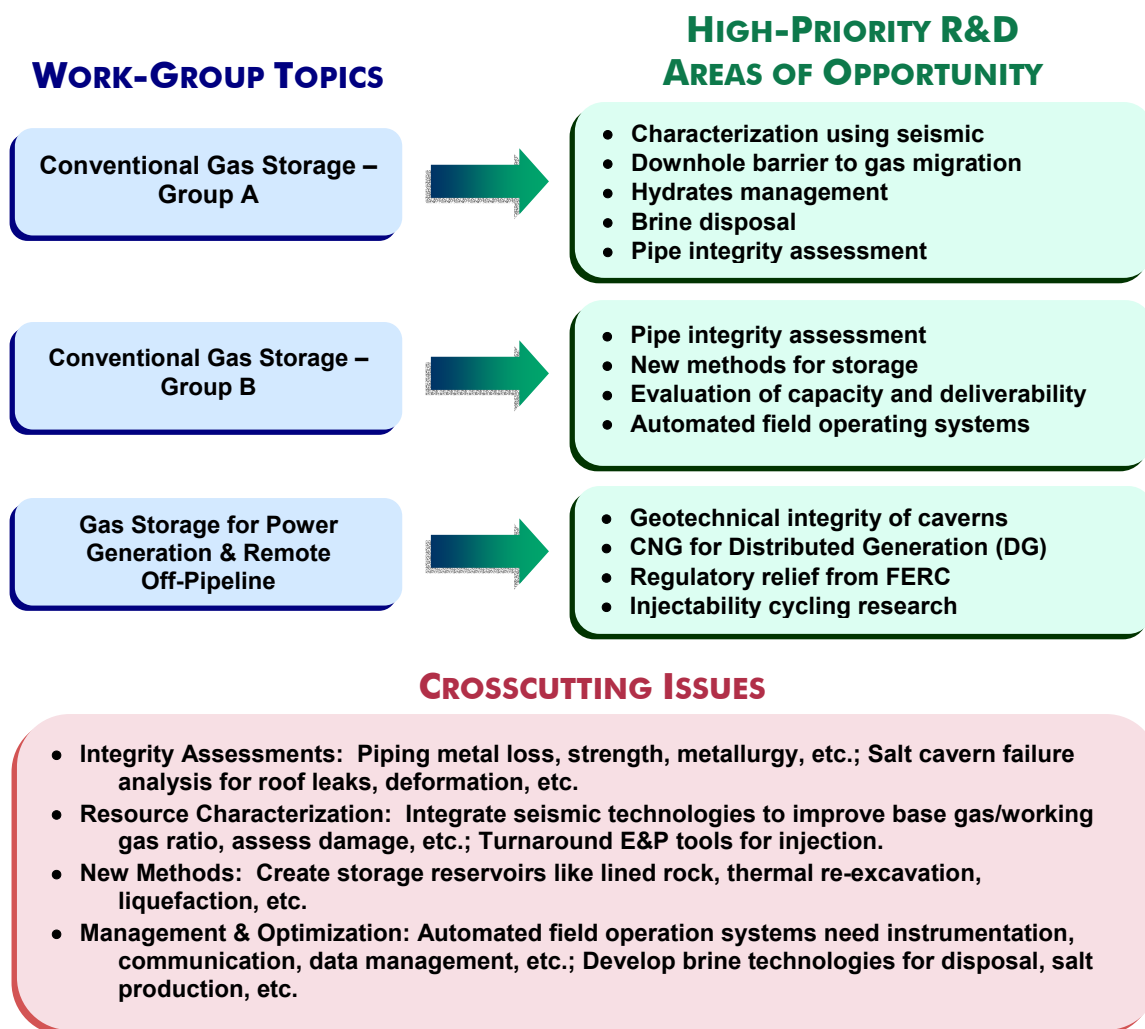 WORK-GROUP TOPICS
HIGH-PRIORITY R&D
AREAS OF OPPORTUNITY
Conventional Gas Storage –
Group A
• Characterization using seismic
• Downhole barrier to gas migration
• Hydrates management
• Brine disposal
• Pipe integrity assessment
Conventional Gas Storage –
Group B
• Pipe integrity assessment
• New methods for storage
• Evaluation of capacity and deliverability
• Automated field operating systems
Gas Storage for Power
Generation & Remote
Off-Pipeline
• Geotechnical integrity of caverns
• CNG for Distributed Generation (DG)
• Regulatory relief from FERC
• Injectability cycling research
CROSSCUTTING ISSUES
• Integrity Assessments: Piping metal loss, strength, metallurgy, etc.; Salt cavern failure
analysis for roof leaks, deformation, etc.
• Resource Characterization: Integrate seismic technologies to improve base gas/working
gas ratio, assess damage, etc.; Turnaround E&P tools for injection.
• New Methods: Create storage reservoirs like lined rock, thermal re-excavation,
liquefaction, etc.
• Management & Optimization: Automated field operation systems need instrumentation,
communication, data management, etc.; Develop brine technologies for disposal, salt
production, etc.